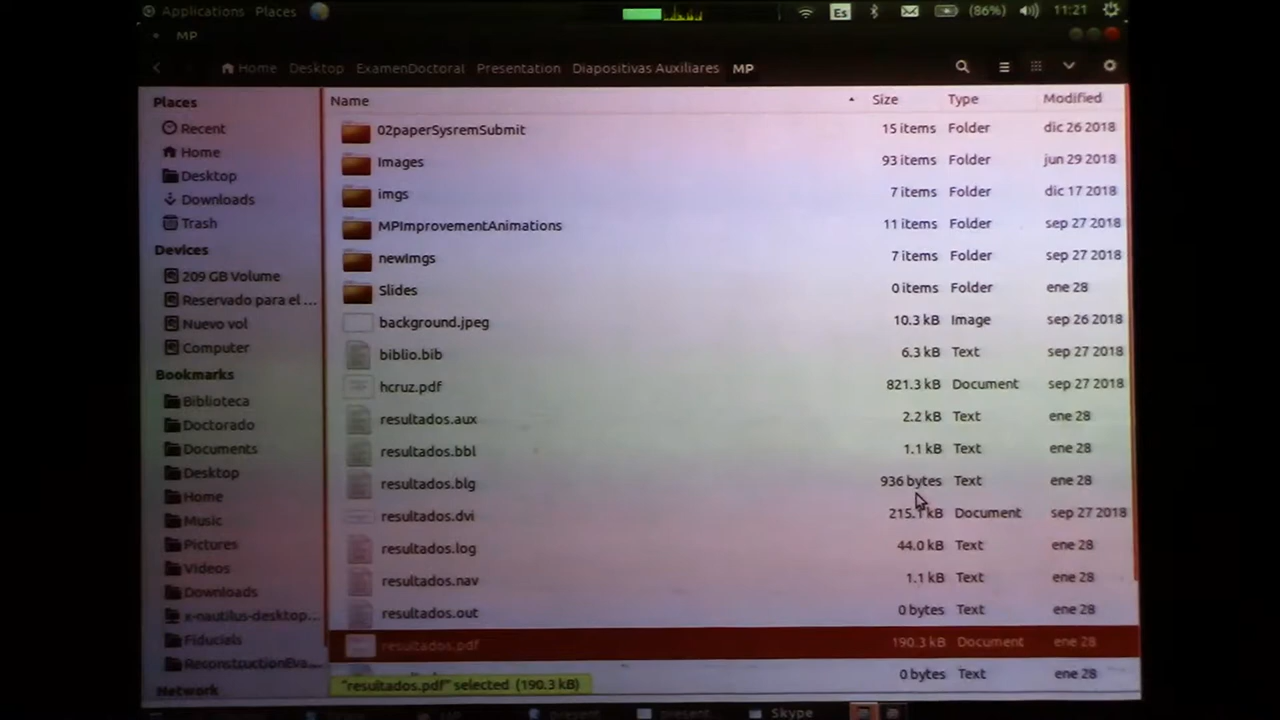 Applications Places Es (86%) 11:21
MP
Home Desktop ExamenDoctoral Presentation Diapositivas Auxiliares MP
Places
Recent
Home
Desktop
Downloads
Trash
Devices
209 GB Volume
Reservado para el ...
Nuevo vol
Computer
Bookmarks
Biblioteca
Doctorado
Documents
Desktop
Home
Music
Pictures
Videos
Downloads
x-nautilus-desktop...
Fiducials
ReconstructionEva...
Network
Name Size Type Modified
02paperSysremSubmit 15 items Folder dic 26 2018
Images 93 items Folder jun 29 2018
imgs 7 items Folder dic 17 2018
MPImprovementAnimations 11 items Folder sep 27 2018
newImgs 7 items Folder sep 27 2018
Slides 0 items Folder ene 28
background.jpeg 10.3 kB Image sep 26 2018
biblio.bib 6.3 kB Text sep 27 2018
hcruz.pdf 821.3 kB Document sep 27 2018
resultados.aux 2.2 kB Text ene 28
resultados.bbl 1.1 kB Text ene 28
resultados.blg 936 bytes Text ene 28
resultados.dvi 215.1 kB Document sep 27 2018
resultados.log 44.0 kB Text ene 28
resultados.nav 1.1 kB Text ene 28
resultados.out 0 bytes Text ene 28
resultados.pdf 190.3 kB Document ene 28
0 bytes Text ene 28
"resultados.pdf" selected (190.3 kB)
Skype